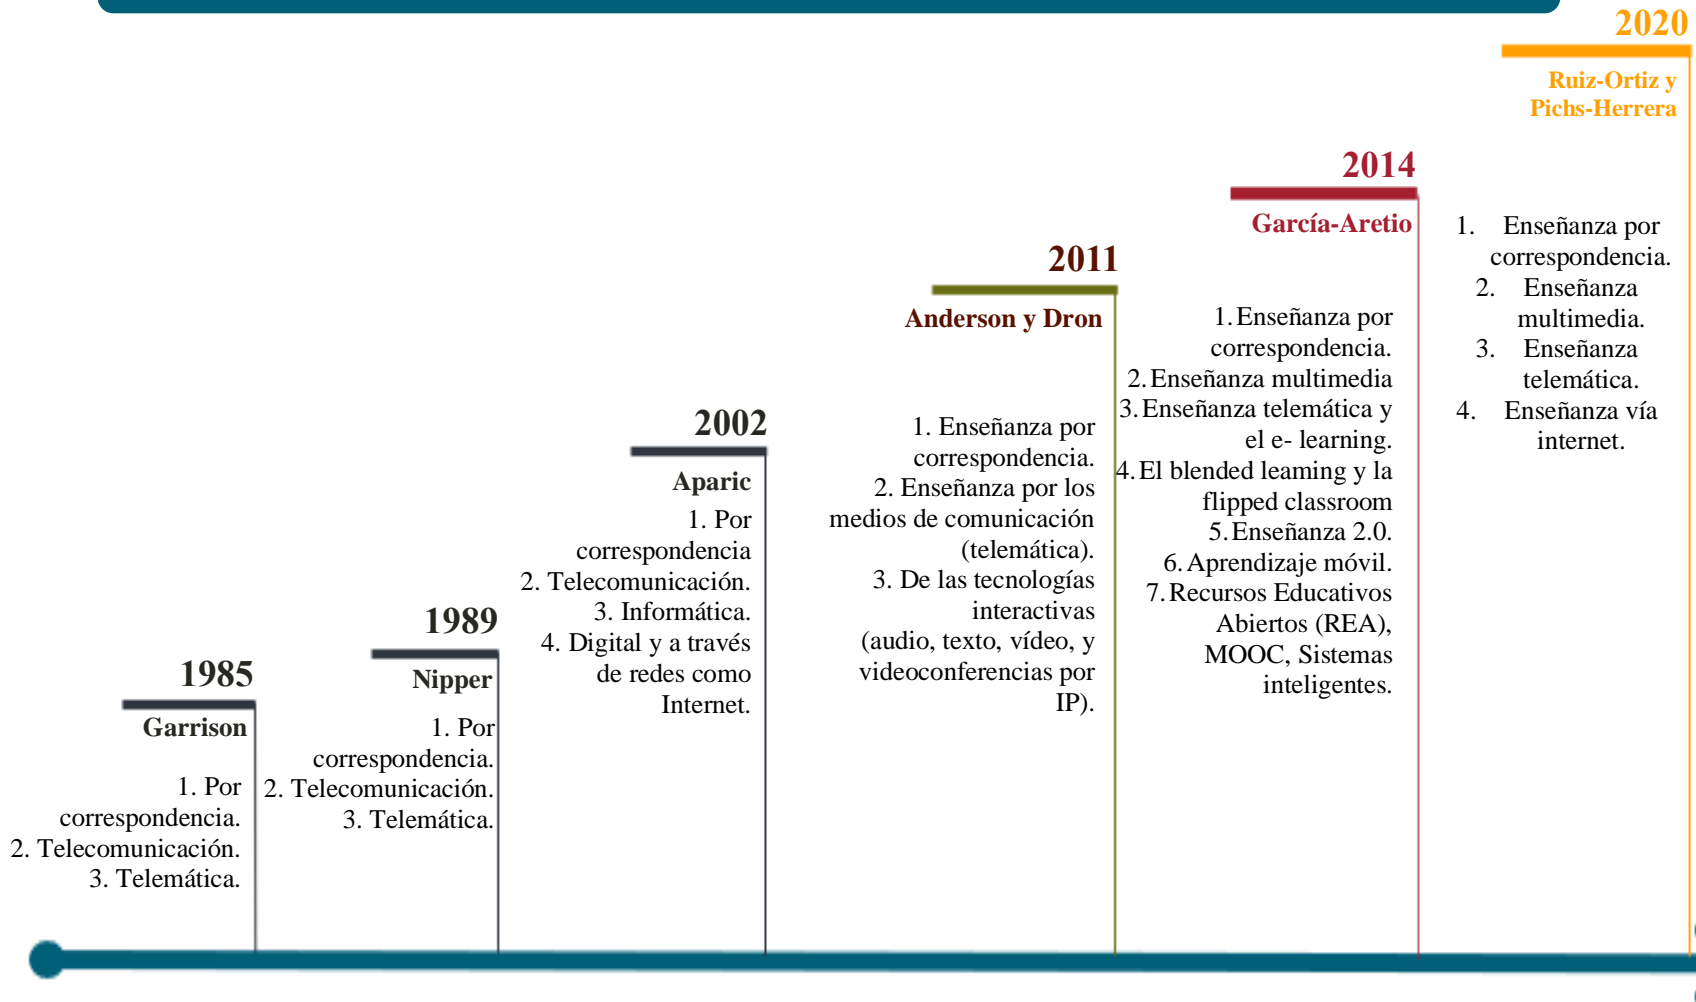 1985
Garrison
1. Por
correspondencia.
2. Telecomunicación.
3. Telemática.
1989
Nipper
1. Por
correspondencia.
2. Telecomunicación.
3. Telemática.
2002
Aparic
1. Por
correspondencia
2. Telecomunicación.
3. Informática.
4. Digital y a través
de redes como
Internet.
2011
Anderson y Dron
1. Enseñanza por
correspondencia.
2. Enseñanza por los
medios de comunicación
(telemática).
3. De las tecnologías
interactivas
(audio, texto, vídeo, y
videoconferencias por
IP).
2014
García-Aretio
1. Enseñanza por
correspondencia.
2. Enseñanza multimedia
3. Enseñanza telemática y
el e- learning.
4. El blended leaming y la
flipped classroom
5. Enseñanza 2.0.
6. Aprendizaje móvil.
7. Recursos Educativos
Abiertos (REA),
MOOC, Sistemas
inteligentes.
2020
Ruiz-Ortiz y
Pichs-Herrera
1. Enseñanza por
correspondencia.
2. Enseñanza
multimedia.
3. Enseñanza
telemática.
4. Enseñanza vía
internet.